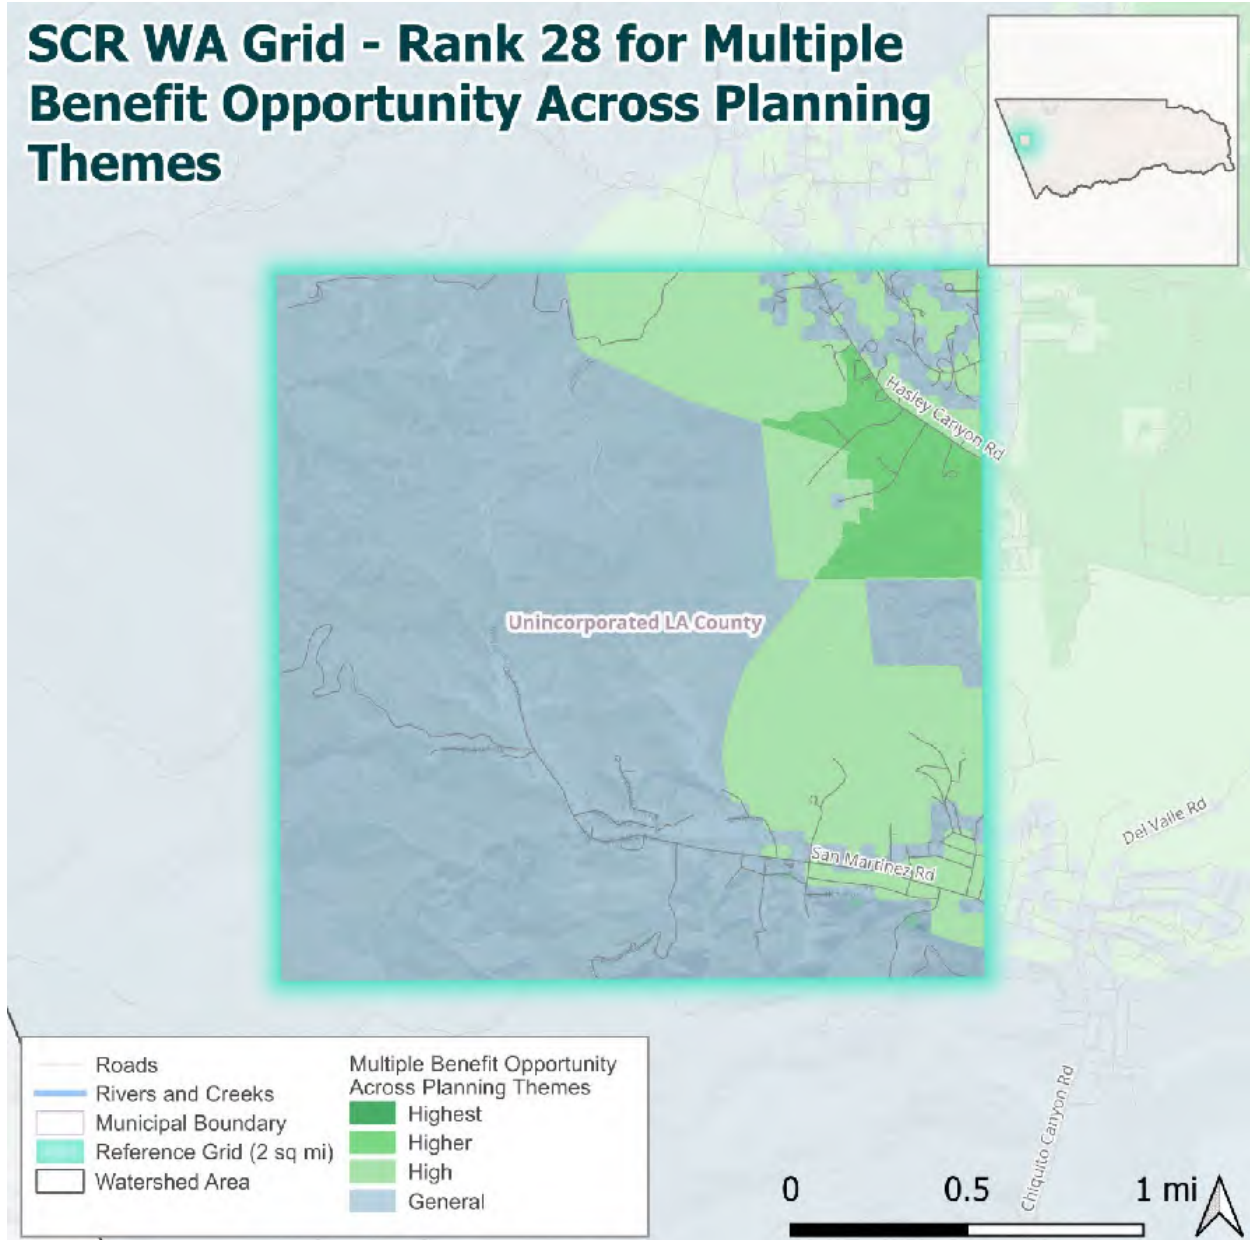 SCR WA Grid - Rank 28 for Multiple
Benefit Opportunity Across Planning
Themes
Hasley Canyon Rd
Unincorporated LA County
Del Valle Rd
San Martinez Rd
Chiquito Canyon Rd
Roads
Rivers and Creeks
Municipal Boundary
Reference Grid (2 sq mi)
Watershed Area
Multiple Benefit Opportunity
Across Planning Themes
Highest
Higher
High
General
0 0.5 1 mi